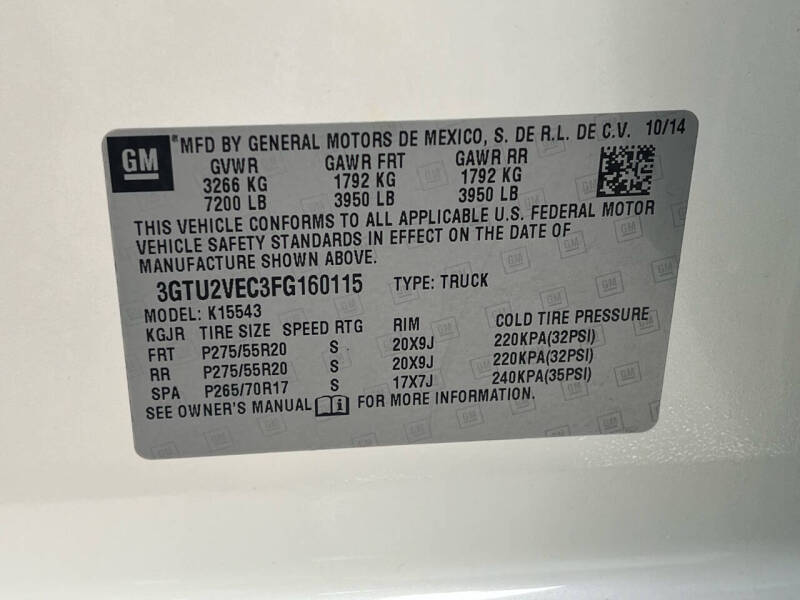 GM MFD BY GENERAL MOTORS DE MEXICO, S. DE R.L. DE C.V. 10/14
GVWR GAWR FRT GAWR RR
3266 KG 1792 KG 1792 KG
7200 LB 3950 LB 3950 LB
THIS VEHICLE CONFORMS TO ALL APPLICABLE U.S. FEDERAL MOTOR
VEHICLE SAFETY STANDARDS IN EFFECT ON THE DATE OF
MANUFACTURE SHOWN ABOVE.
3GTU2VEC3FG160115 TYPE: TRUCK
MODEL: K15543
KGJR TIRE SIZE SPEED RTG RIM COLD TIRE PRESSURE
FRT P275/55R20 S 20X9J 220KPA(32PSI)
RR P275/55R20 S 20X9J 220KPA(32PSI)
SPA P265/70R17 S 17X7J 240KPA(35PSI)
SEE OWNER'S MANUAL FOR MORE INFORMATION.